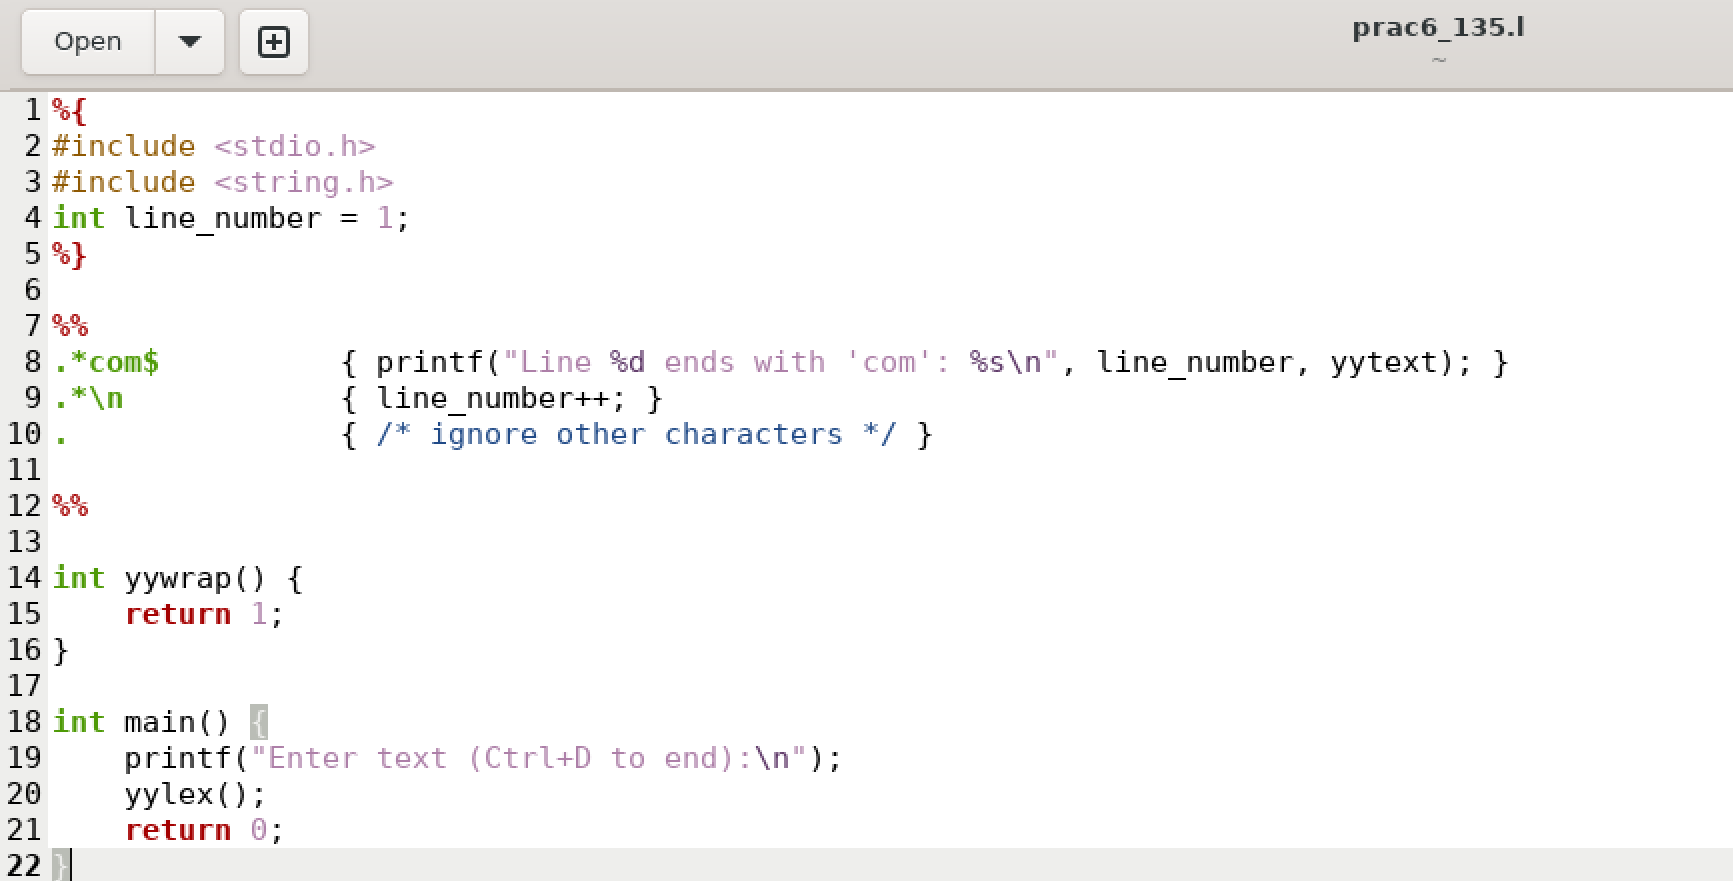 Open
prac6_135.l
~
1 %{
2 #include <stdio.h>
3 #include <string.h>
4 int line_number = 1;
5 %}
6
7 %%
8 .*com$          { printf("Line %d ends with 'com': %s\n", line_number, yytext); }
9 .*\n            { line_number++; }
10 .               { /* ignore other characters */ }
11
12 %%
13
14 int yywrap() {
15     return 1;
16 }
17
18 int main() {
19     printf("Enter text (Ctrl+D to end):\n");
20     yylex();
21     return 0;
22 }